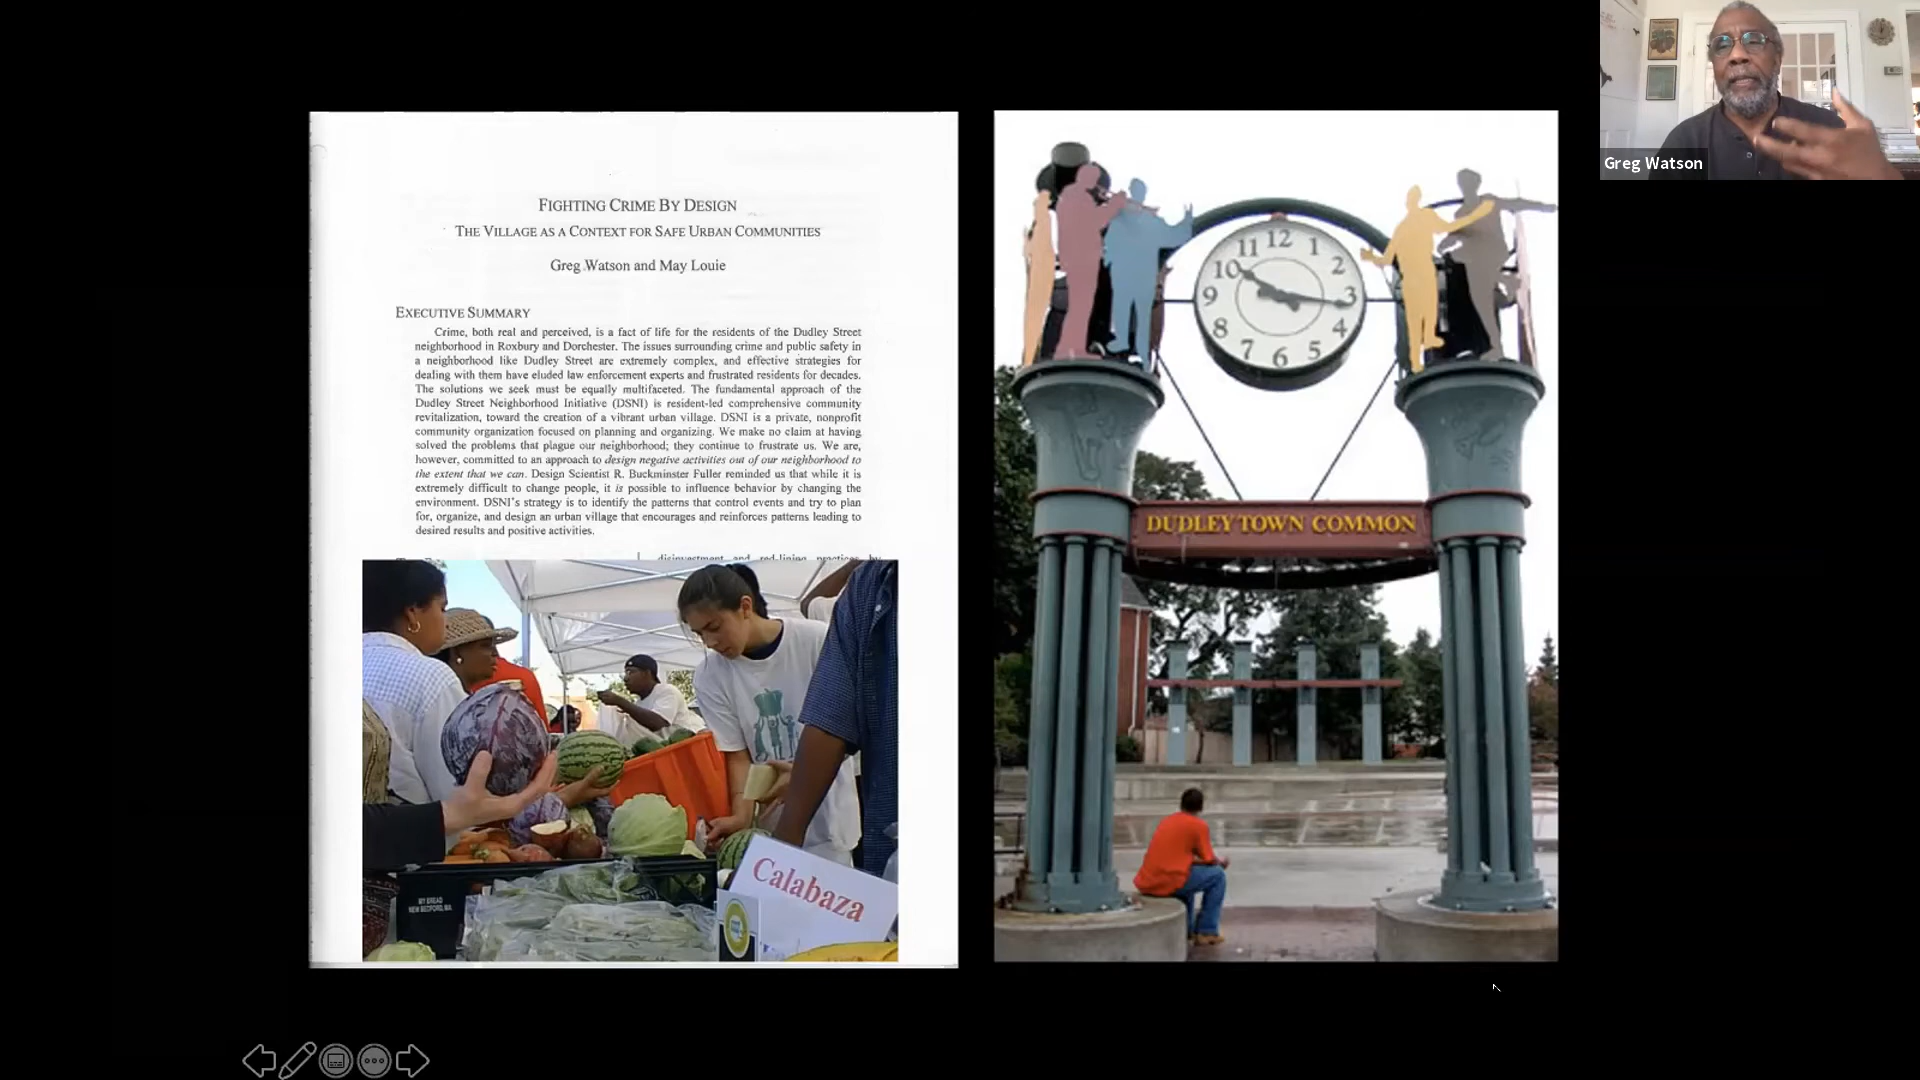 FIGHTING CRIME BY DESIGN
THE VILLAGE AS A CONTEXT FOR SAFE URBAN COMMUNITIES
Greg Watson and May Louie
EXECUTIVE SUMMARY
Crime, both real and perceived, is a fact of life for the residents of the Dudley Street
neighborhood in Roxbury and Dorchester. The issues surrounding crime and public safety in
a neighborhood like Dudley Street are extremely complex, and effective strategies for
dealing with them have eluded law enforcement experts and frustrated residents for decades.
The solutions we seek must be equally multifaceted. The fundamental approach of the
Dudley Street Neighborhood Initiative (DSNI) is resident-led comprehensive community
revitalization, toward the creation of a vibrant urban village. DSNI is a private, nonprofit
community organization focused on planning and organizing. We make no claim at having
solved the problems that plague our neighborhood; they continue to frustrate us. We are,
however, committed to an approach to design negative activities out of our neighborhood to
the extent that we can. Design Scientist R. Buckminster Fuller reminded us that while it is
extremely difficult to change people, it is possible to influence behavior by changing the
environment. DSNI's strategy is to identify the patterns that control events and try to plan
for, organize, and design an urban village that encourages and reinforces patterns leading to
desired results and positive activities.
disinvestment and red-lining practices by
MY BREAD
NEW BEDFORD, MA
Calabaza
12
11 1
10 2
9 3
8 4
7 5
6
DUDLEY TOWN COMMON
Greg Watson